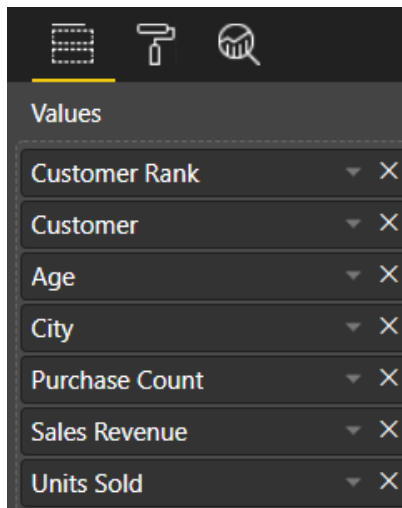 Values
Customer Rank
Customer
Age
City
Purchase Count
Sales Revenue
Units Sold